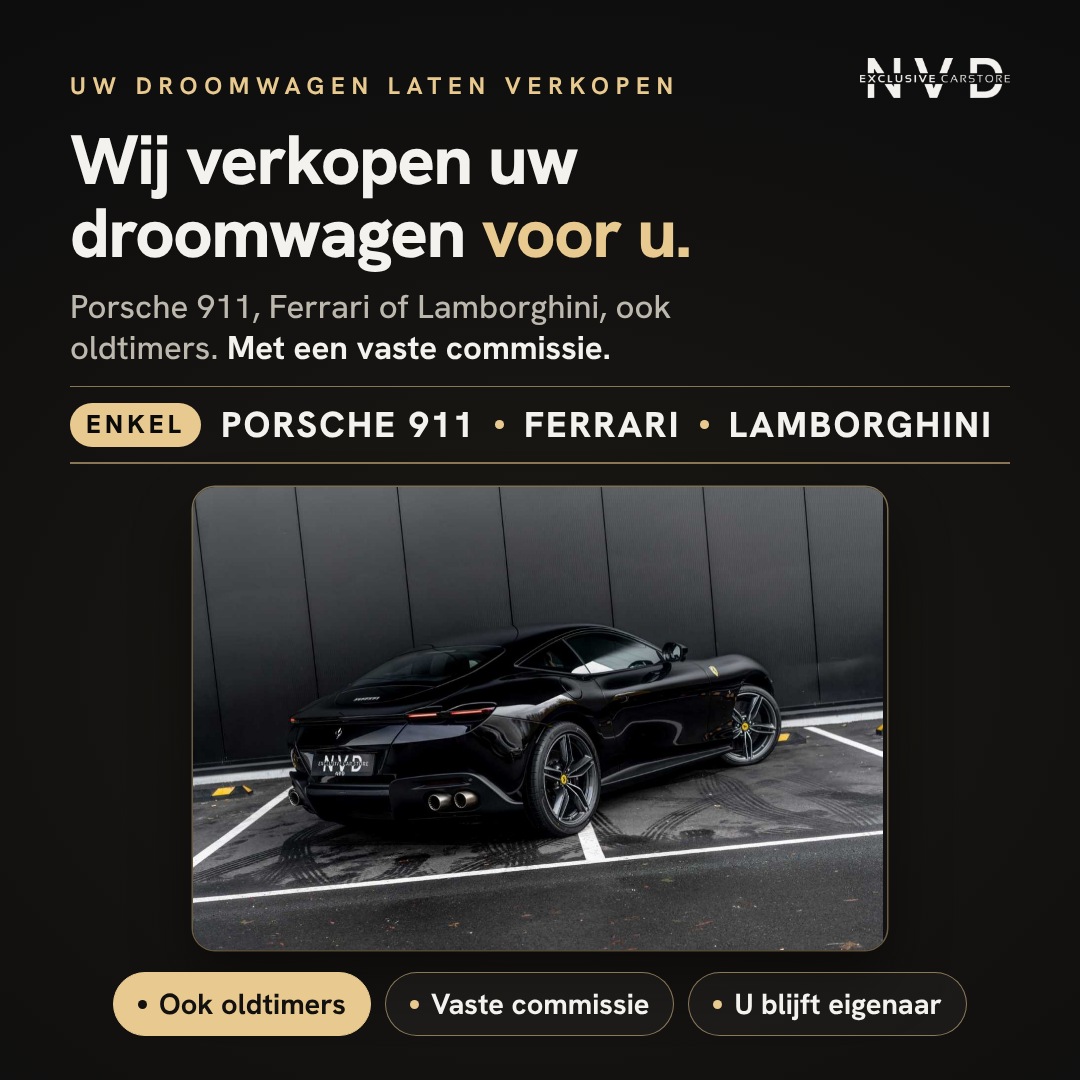 UW DROOMWAGEN LATEN VERKOPEN
NVD
EXCLUSIVE CARSTORE
Wij verkopen uw
droomwagen voor u.
Porsche 911, Ferrari of Lamborghini, ook
oldtimers. Met een vaste commissie.
ENKEL PORSCHE 911 • FERRARI • LAMBORGHINI
NVD
• Ook oldtimers
• Vaste commissie
• U blijft eigenaar